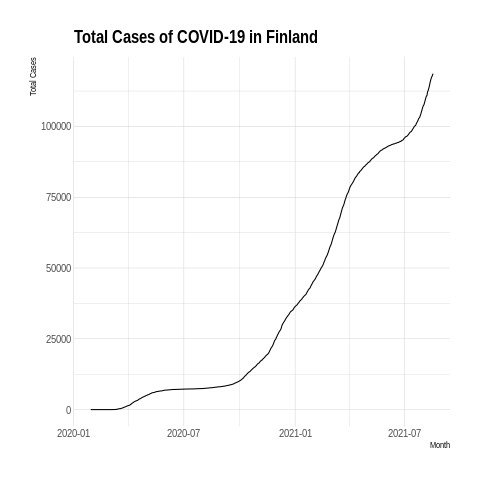 Total Cases of COVID-19 in Finland
Total Cases
100000
75000
50000
25000
0
2020-01 2020-07 2021-01 2021-07
Month